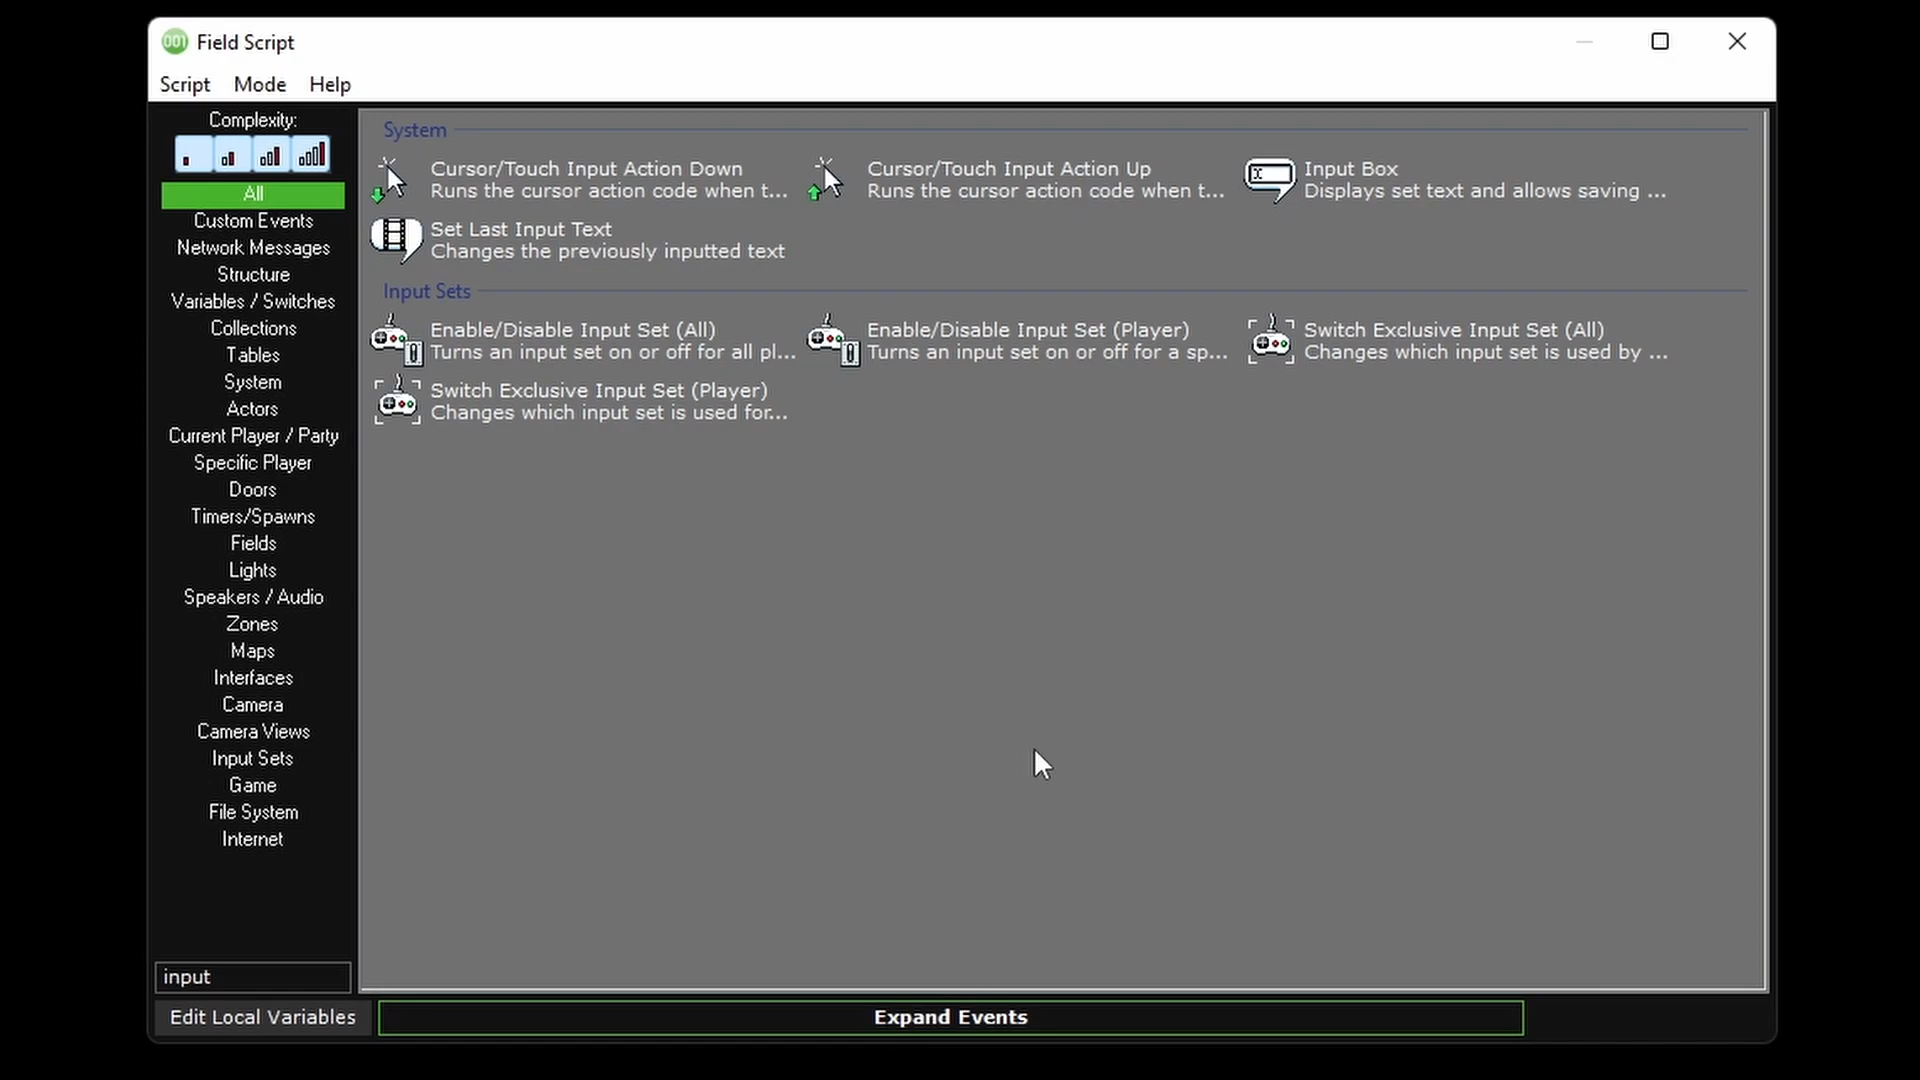 001 Field Script
Script Mode Help
Complexity:
All
Custom Events
Network Messages
Structure
Variables / Switches
Collections
Tables
System
Actors
Current Player / Party
Specific Player
Doors
Timers/Spawns
Fields
Lights
Speakers / Audio
Zones
Maps
Interfaces
Camera
Camera Views
Input Sets
Game
File System
Internet
input
Edit Local Variables
System
Cursor/Touch Input Action Down
Runs the cursor action code when t...
Cursor/Touch Input Action Up
Runs the cursor action code when t...
Input Box
Displays set text and allows saving ...
Set Last Input Text
Changes the previously inputted text
Input Sets
Enable/Disable Input Set (All)
Turns an input set on or off for all pl...
Enable/Disable Input Set (Player)
Turns an input set on or off for a sp...
Switch Exclusive Input Set (All)
Changes which input set is used by ...
Switch Exclusive Input Set (Player)
Changes which input set is used for...
Expand Events